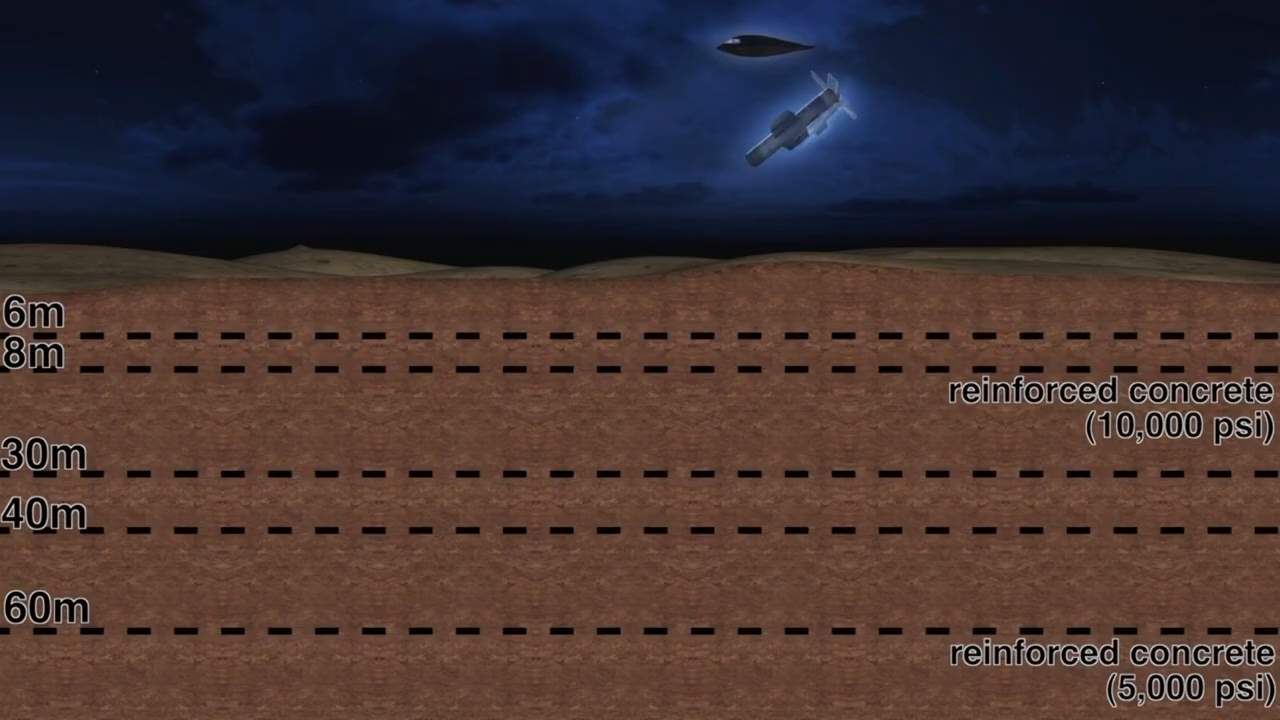 6m
8m
reinforced concrete
(10,000 psi)
30m
40m
60m
reinforced concrete
(5,000 psi)